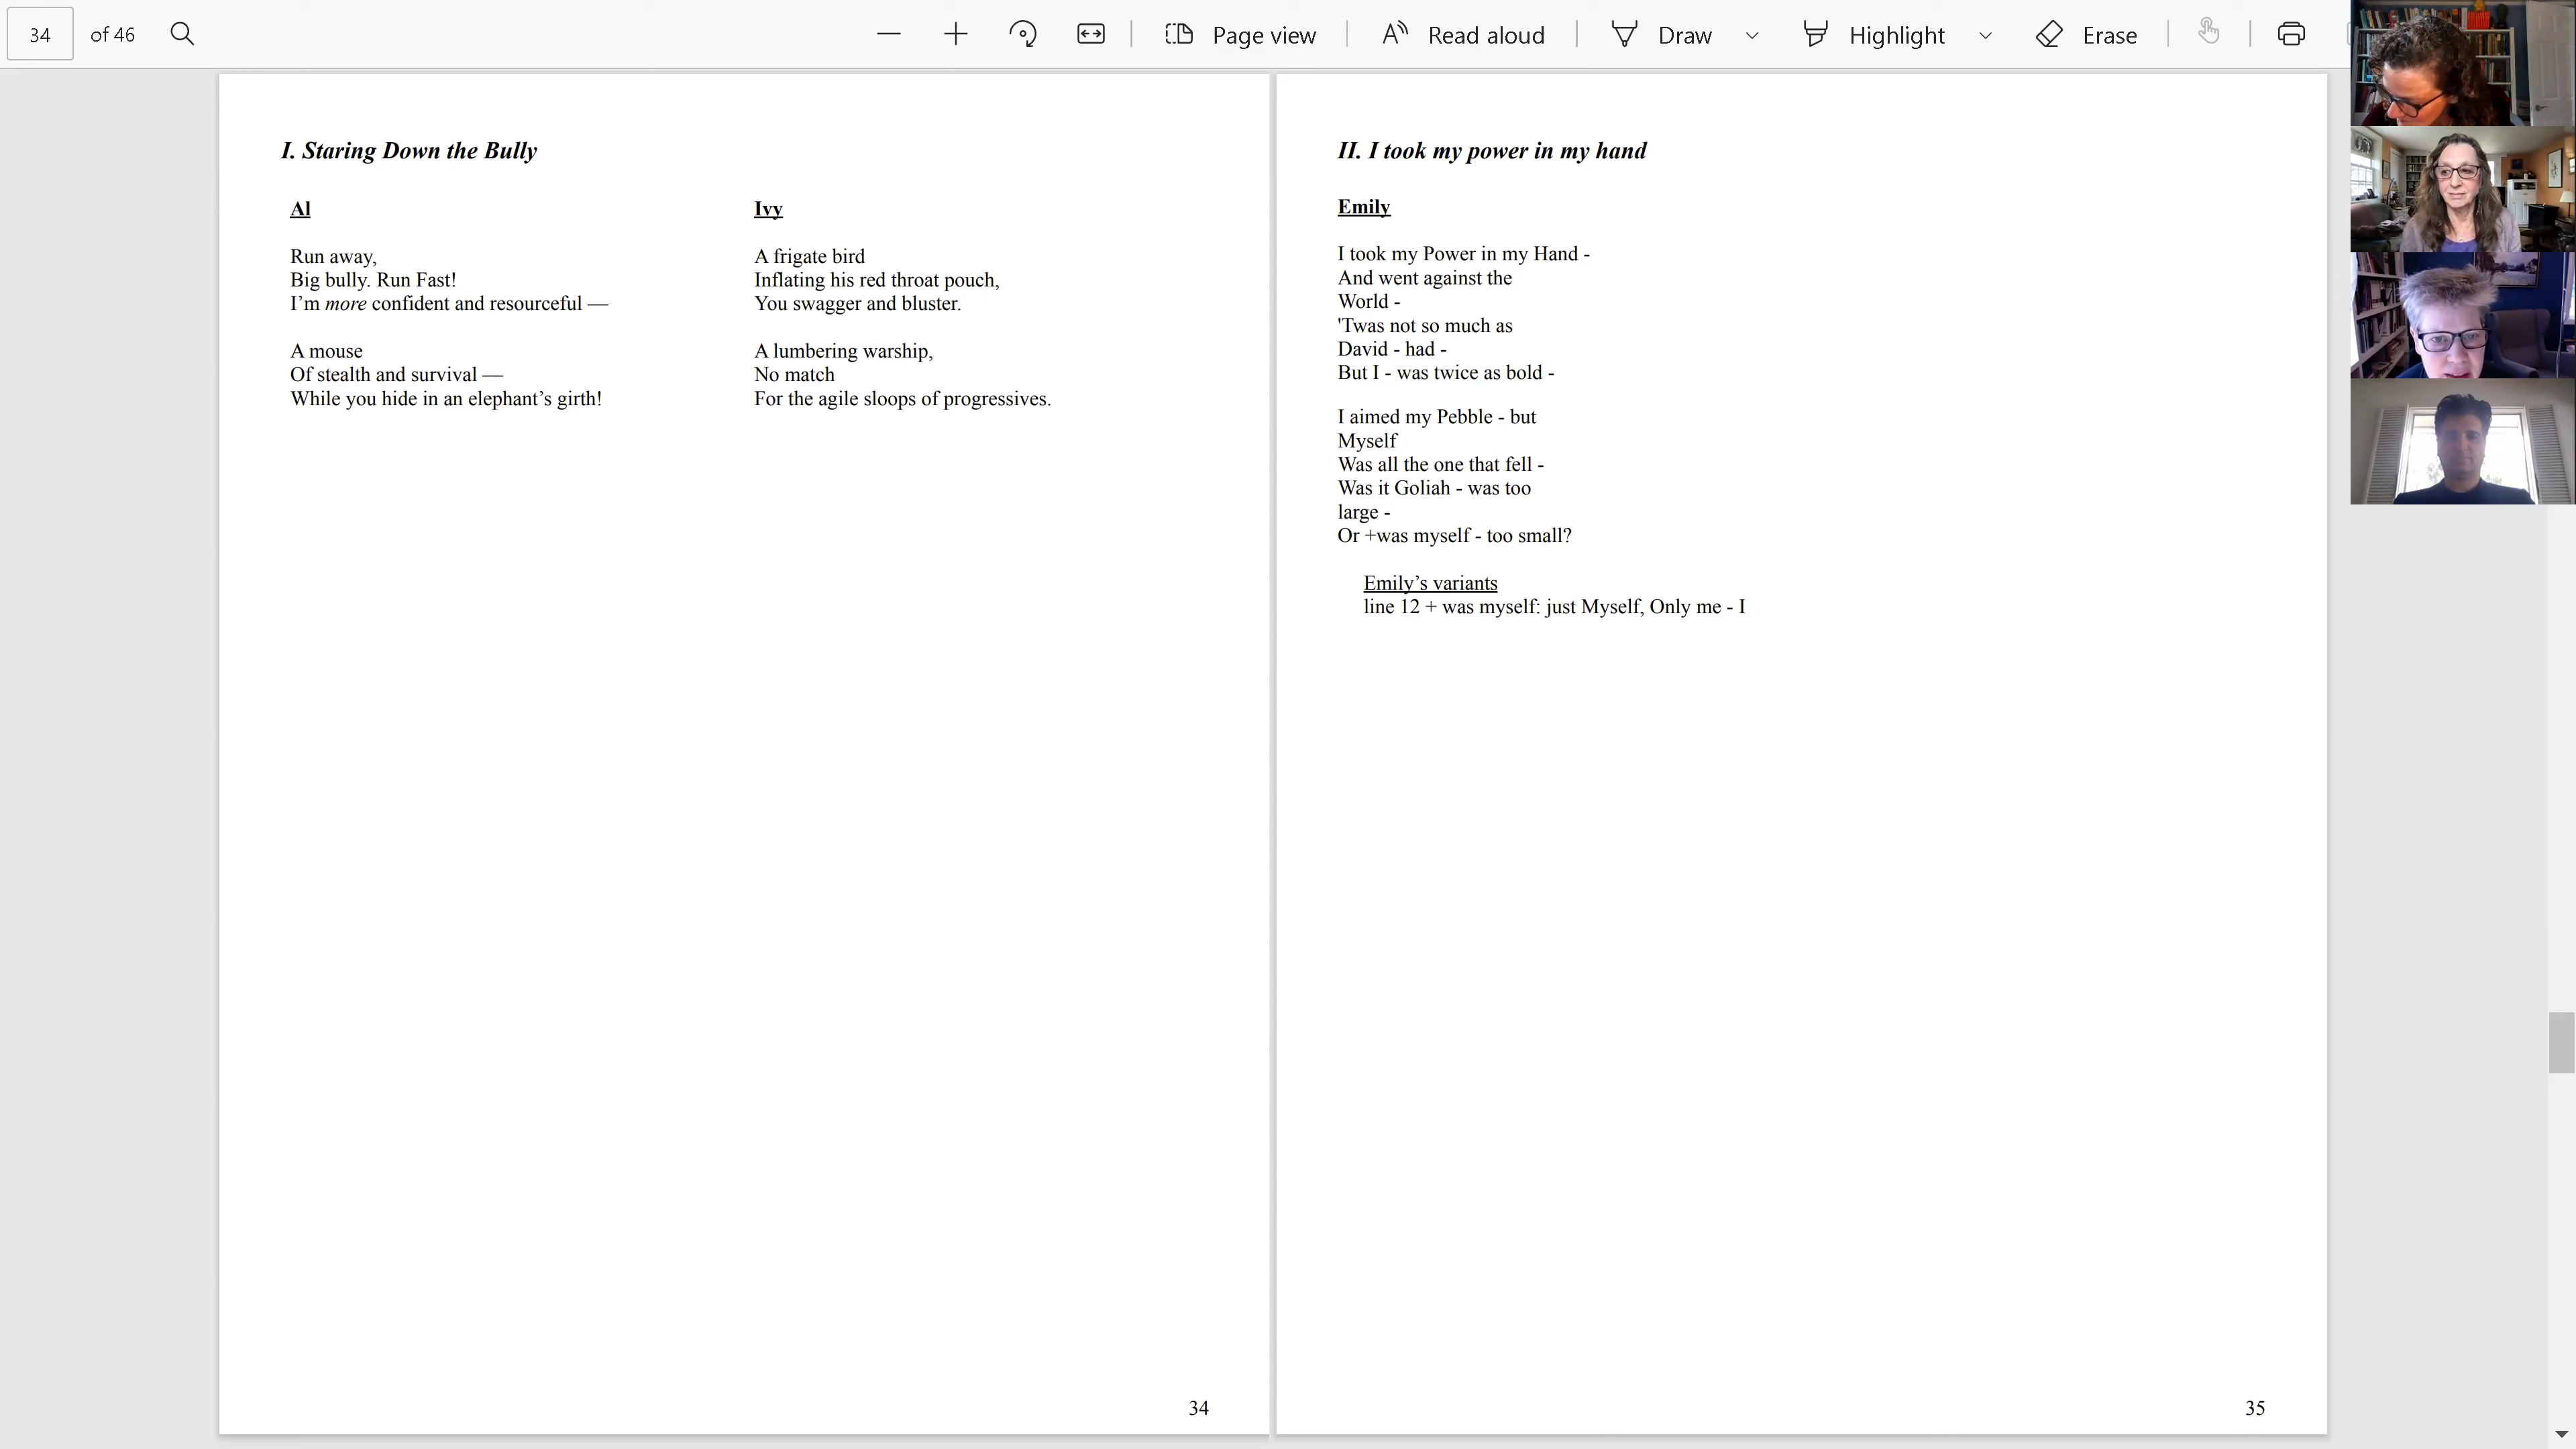 34 of 46 Page view Read aloud Draw Highlight Erase
I. Staring Down the Bully
Al
Run away,
Big bully. Run Fast!
I’m more confident and resourceful —
A mouse
Of stealth and survival —
While you hide in an elephant’s girth!
Ivy
A frigate bird
Inflating his red throat pouch,
You swagger and bluster.
A lumbering warship,
No match
For the agile sloops of progressives.
34
II. I took my power in my hand
Emily
I took my Power in my Hand -
And went against the
World -
'Twas not so much as
David - had -
But I - was twice as bold -
I aimed my Pebble - but
Myself
Was all the one that fell -
Was it Goliah - was too
large -
Or +was myself - too small?
Emily’s variants
line 12 + was myself: just Myself, Only me - I
35